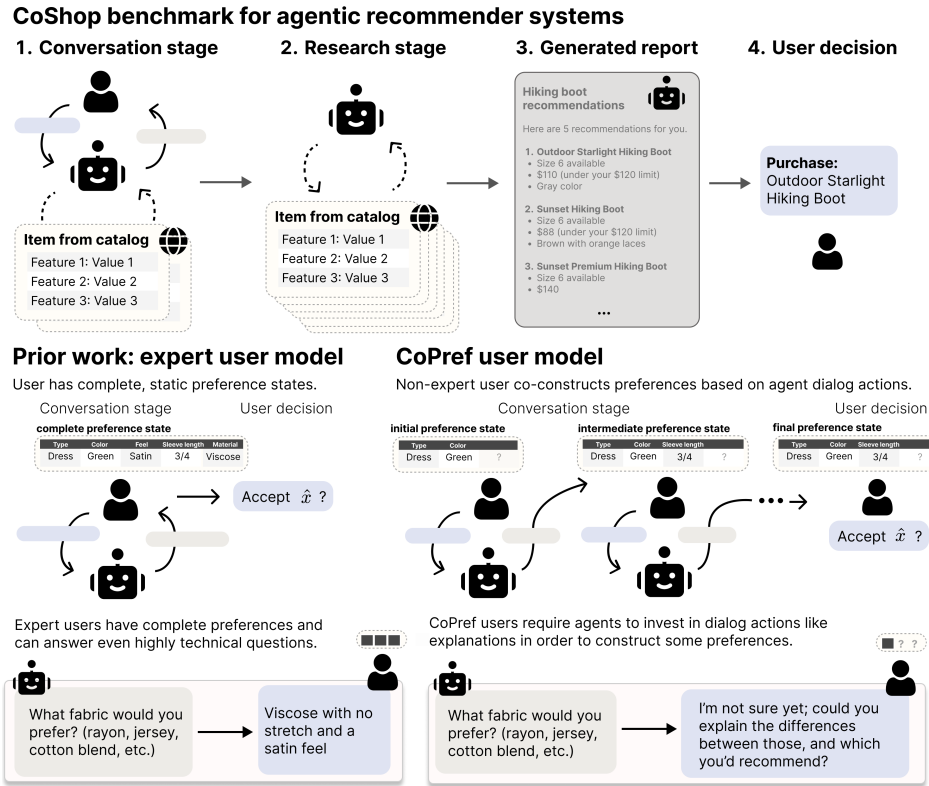 CoShop benchmark for agentic recommender systems
1. Conversation stage
2. Research stage
3. Generated report
4. User decision
Item from catalog
Feature 1: Value 1
Feature 2: Value 2
Feature 3: Value 3
Item from catalog
Feature 1: Value 1
Feature 2: Value 2
Feature 3: Value 3
Hiking boot
recommendations
Here are 5 recommendations for you.
1. Outdoor Starlight Hiking Boot
• Size 6 available
• $110 (under your $120 limit)
• Gray color
2. Sunset Hiking Boot
• Size 6 available
• $88 (under your $120 limit)
• Brown with orange laces
3. Sunset Premium Hiking Boot
• Size 6 available
• $140
...
Purchase:
Outdoor Starlight
Hiking Boot
Prior work: expert user model
User has complete, static preference states.
Conversation stage
User decision
complete preference state
Type Color Feel Sleeve length Material
Dress Green Satin 3/4 Viscose
Accept x̂ ?
Expert users have complete preferences and
can answer even highly technical questions.
What fabric would you
prefer? (rayon, jersey,
cotton blend, etc.)
Viscose with no
stretch and a
satin feel
CoPref user model
Non-expert user co-constructs preferences based on agent dialog actions.
Conversation stage
User decision
initial preference state
Type Color
Dress Green ?
intermediate preference state
Type Color Sleeve length
Dress Green 3/4 ?
final preference state
Type Color Sleeve length
Dress Green 3/4 ?
Accept x̂ ?
CoPref users require agents to invest in dialog actions like
explanations in order to construct some preferences.
? ?
What fabric would you
prefer? (rayon, jersey,
cotton blend, etc.)
I'm not sure yet; could you
explain the differences
between those, and which
you'd recommend?